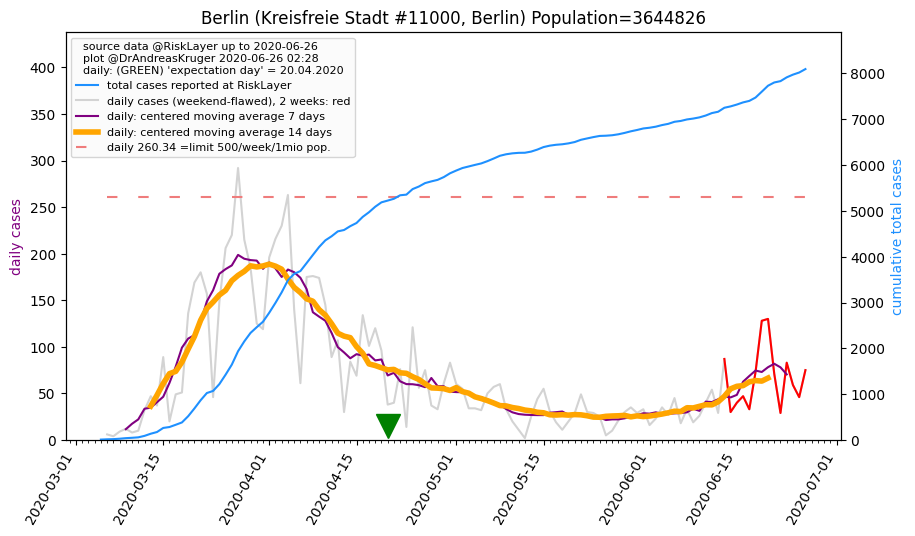 Berlin (Kreisfreie Stadt #11000, Berlin) Population=3644826
source data @RiskLayer up to 2020-06-26
plot @DrAndreasKruger 2020-06-26 02:28
daily: (GREEN) 'expectation day' = 20.04.2020
total cases reported at RiskLayer
daily cases (weekend-flawed), 2 weeks: red
daily: centered moving average 7 days
daily: centered moving average 14 days
daily 260.34 =limit 500/week/1mio pop.
daily cases
400
350
300
250
200
150
100
50
0
cumulative total cases
8000
7000
6000
5000
4000
3000
2000
1000
0
2020-03-01
2020-03-15
2020-04-01
2020-04-15
2020-05-01
2020-05-15
2020-06-01
2020-06-15
2020-07-01